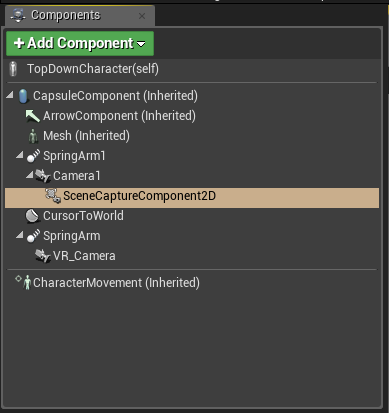 Components
+ Add Component
TopDownCharacter(self)
CapsuleComponent (Inherited)
ArrowComponent (Inherited)
Mesh (Inherited)
SpringArm1
Camera1
SceneCaptureComponent2D
CursorToWorld
SpringArm
VR_Camera
CharacterMovement (Inherited)